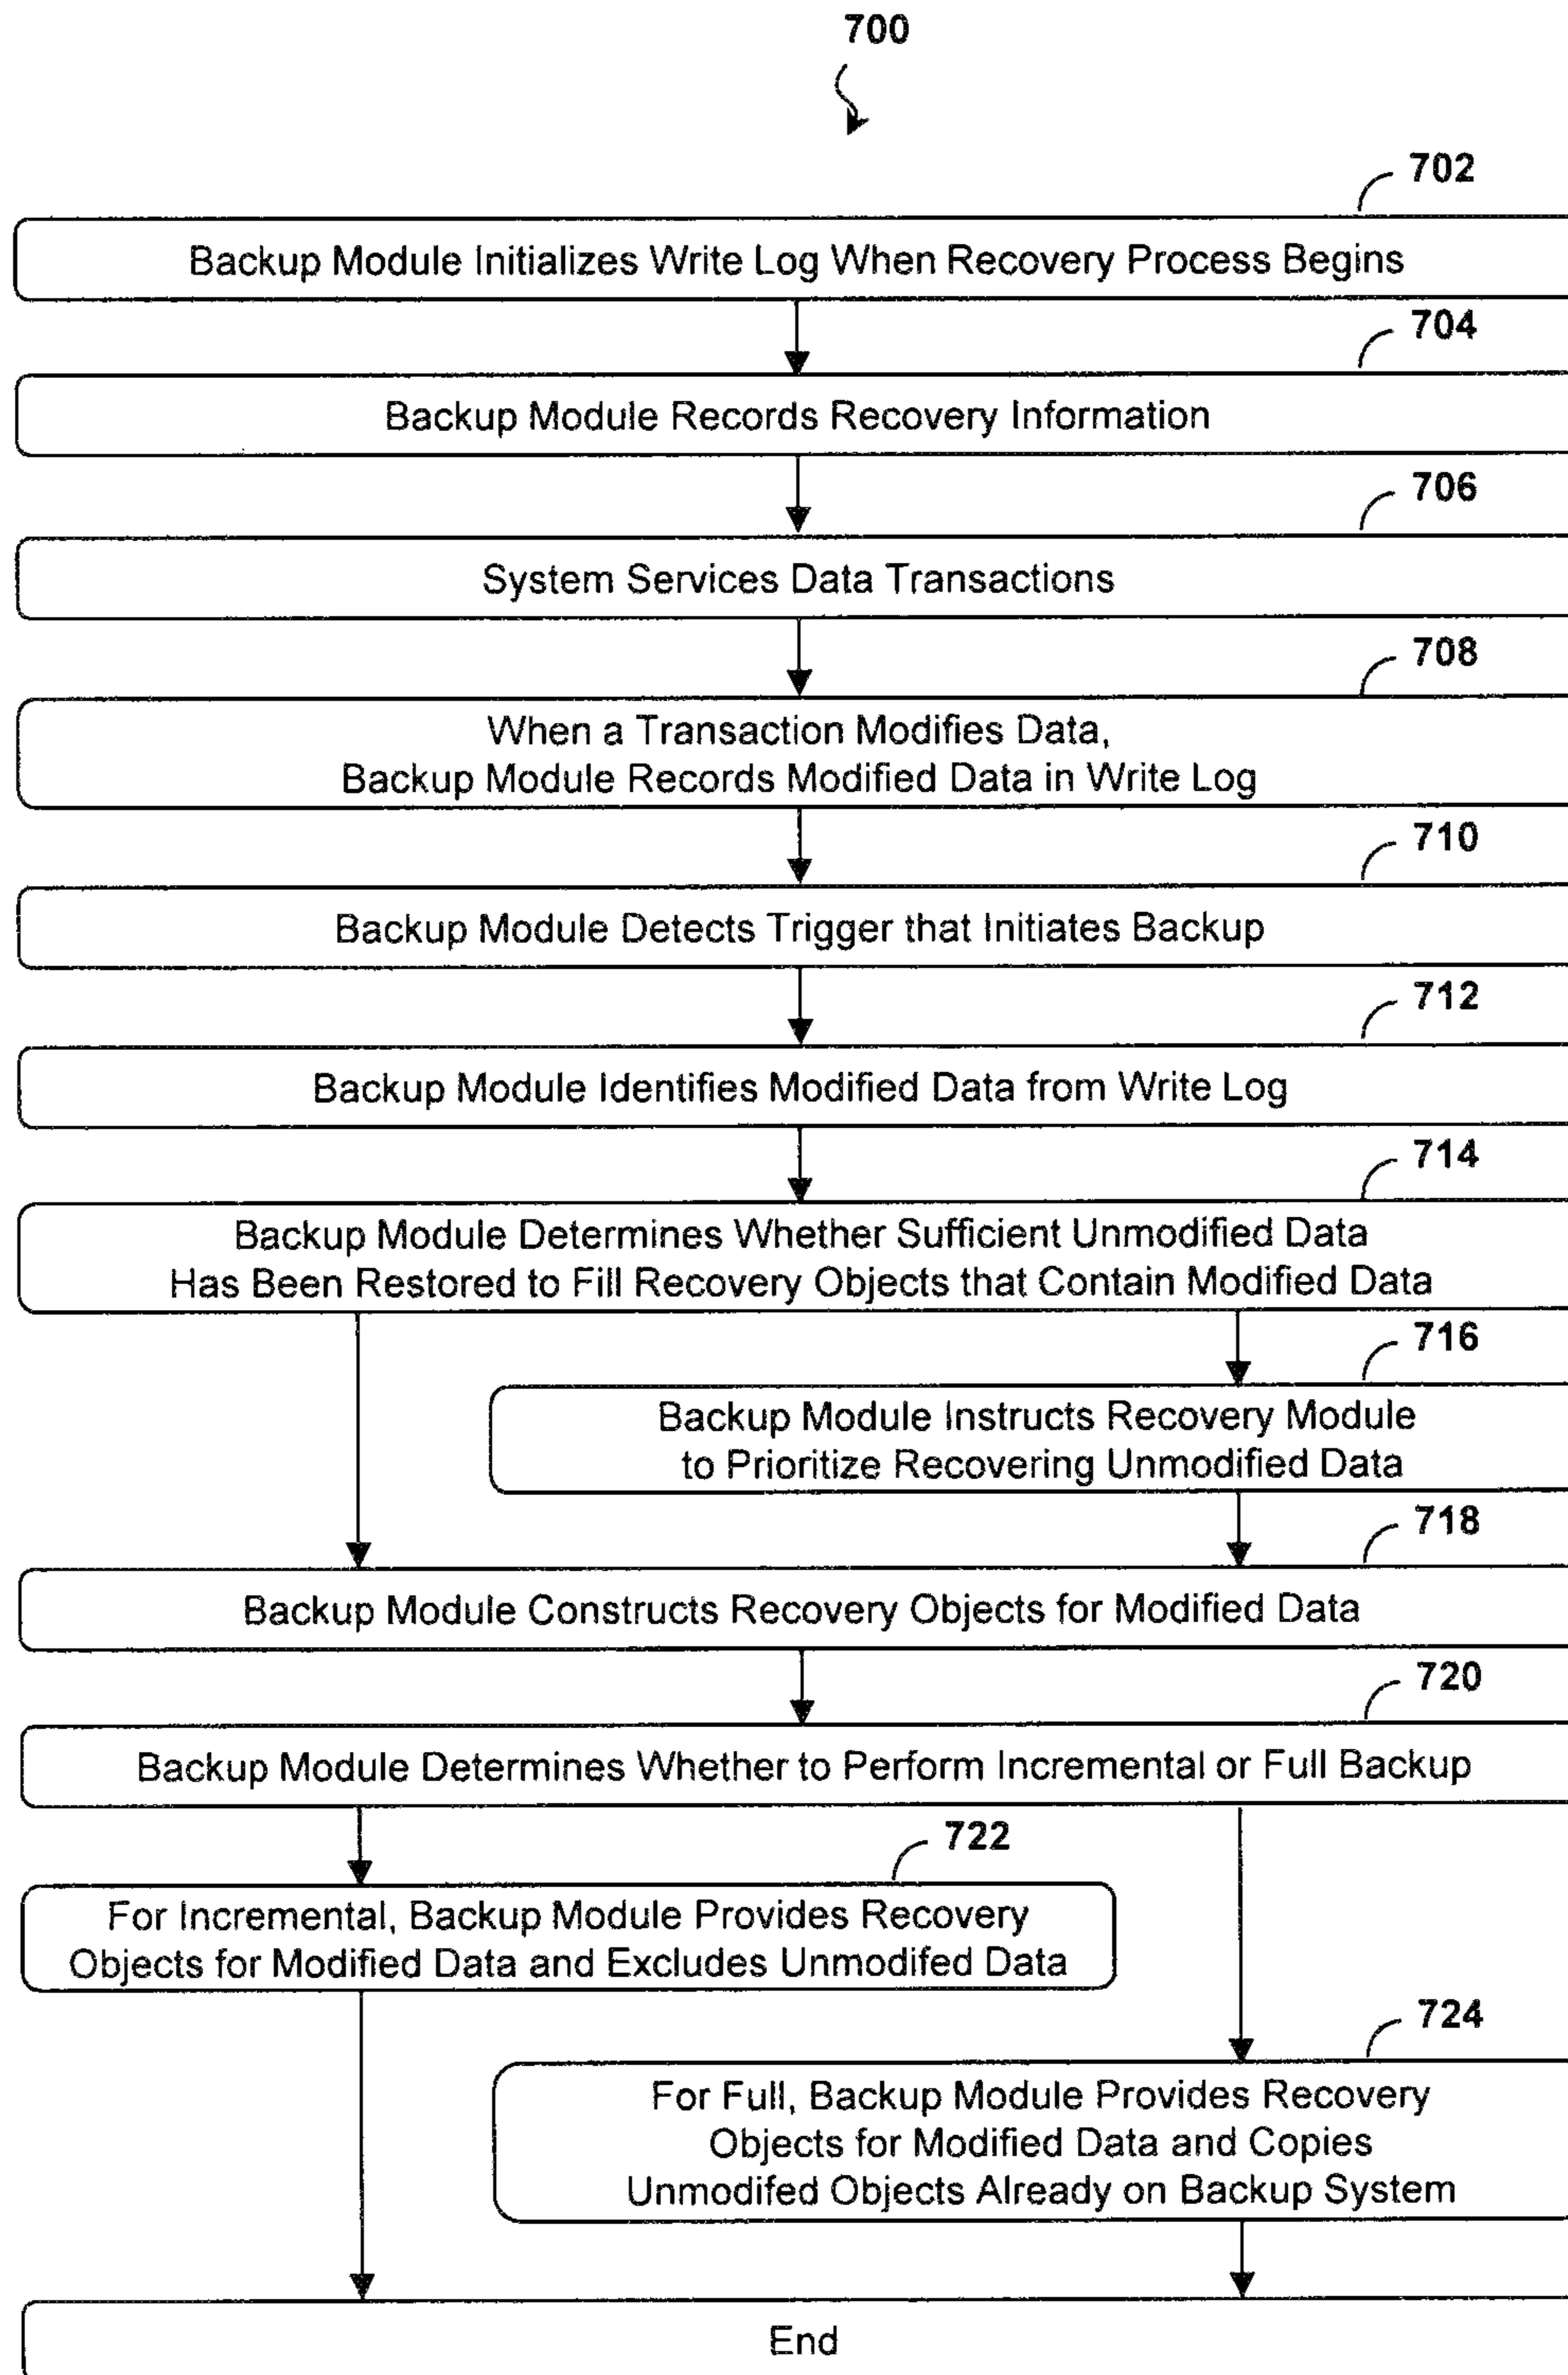 700
702
Backup Module Initializes Write Log When Recovery Process Begins
704
Backup Module Records Recovery Information
706
System Services Data Transactions
708
When a Transaction Modifies Data,
Backup Module Records Modified Data in Write Log
710
Backup Module Detects Trigger that Initiates Backup
712
Backup Module Identifies Modified Data from Write Log
714
Backup Module Determines Whether Sufficient Unmodified Data
Has Been Restored to Fill Recovery Objects that Contain Modified Data
716
Backup Module Instructs Recovery Module
to Prioritize Recovering Unmodified Data
718
Backup Module Constructs Recovery Objects for Modified Data
720
Backup Module Determines Whether to Perform Incremental or Full Backup
722
For Incremental, Backup Module Provides Recovery
Objects for Modified Data and Excludes Unmodifed Data
724
For Full, Backup Module Provides Recovery
Objects for Modified Data and Copies
Unmodifed Objects Already on Backup System
End